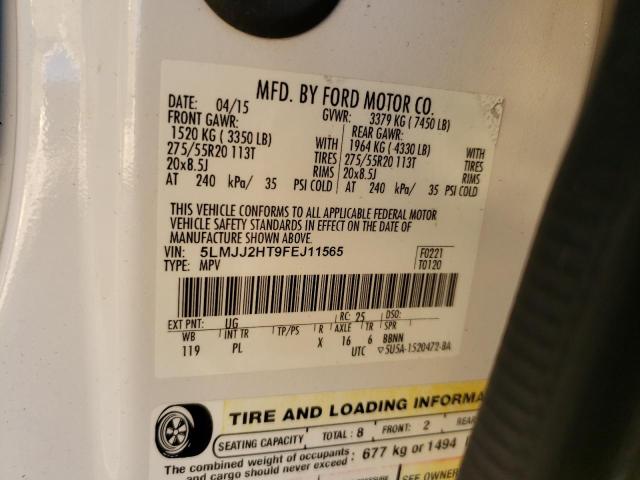 MFD. BY FORD MOTOR CO.
DATE: 04/15 GVWR: 3379 KG (7450 LB)
FRONT GAWR: REAR GAWR:
1520 KG (3350 LB) WITH 1964 KG (4330 LB) WITH
275/55R20 113T TIRES 275/55R20 113T TIRES
20x8.5J RIMS 20x8.5J RIMS
AT 240 kPa/ 35 PSI COLD AT 240 kPa/ 35 PSI COLD
THIS VEHICLE CONFORMS TO ALL APPLICABLE FEDERAL MOTOR
VEHICLE SAFETY STANDARDS IN EFFECT ON THE DATE OF
MANUFACTURE SHOWN ABOVE.
VIN: 5LMJJ2HT9FEJ11565 F0221
TYPE: MPV T0120
EXT PNT: UG RC: 25 DSO:
WB INT TR TP/PS R AXLE TR SPR
119 PL X 16 6 BBNN
UTC ▽5U5A-1520472-BA
TIRE AND LOADING INFORMA
SEATING CAPACITY TOTAL: 8 FRONT: 2 REAR
The combined weight of occupants and cargo should never exceed: 677 kg or 1494
SEE OWNER